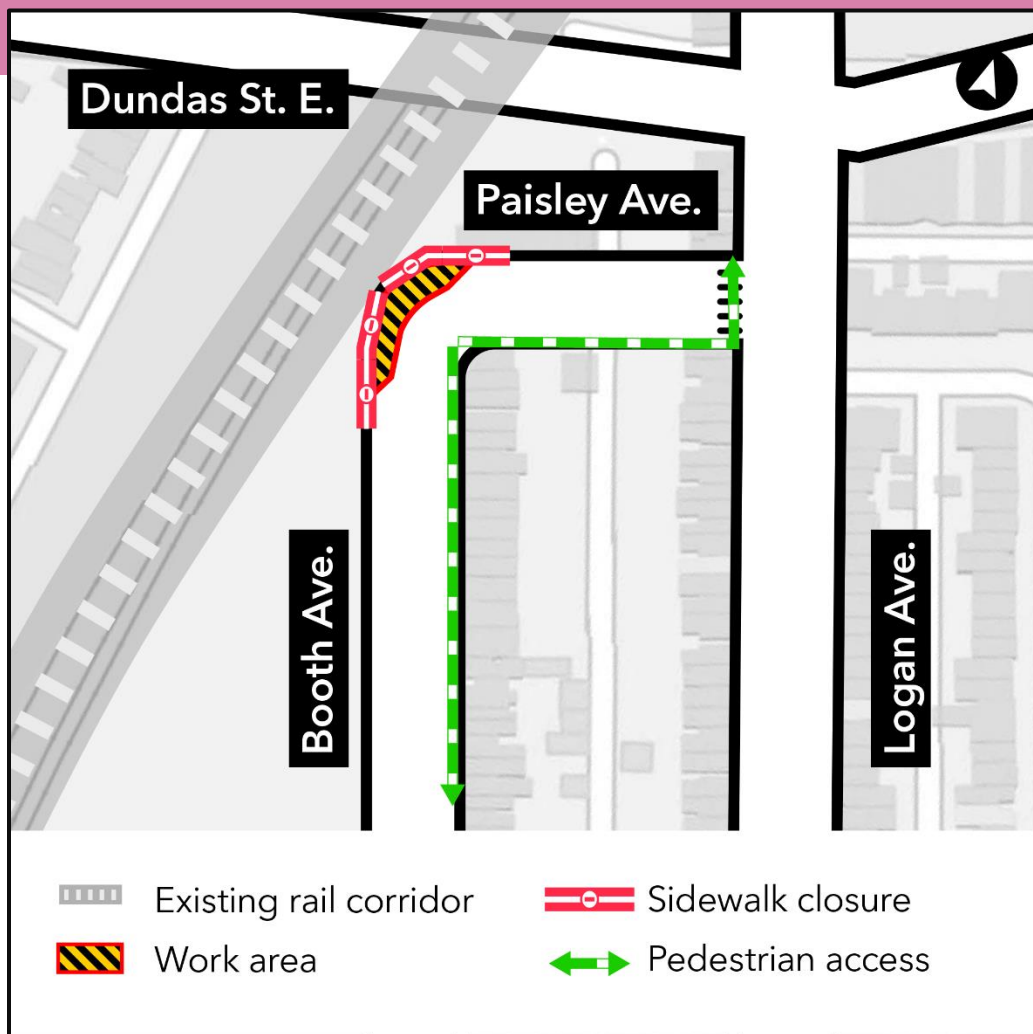 Dundas St. E.
Paisley Ave.
Booth Ave.
Logan Ave.
Existing rail corridor
Sidewalk closure
Work area
Pedestrian access